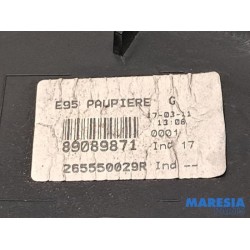 E95 PAUPIERE G
17-03-11
13:06
0001
89089871 Ind 17
265550029R Ind --
MARESIA